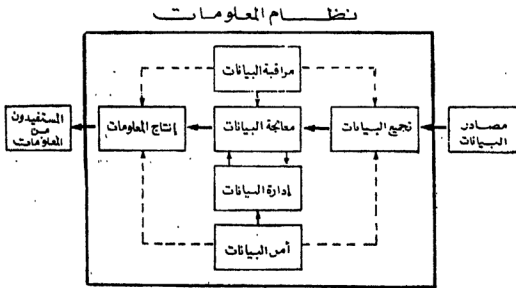 نظام المعلومات
مراقبة البيانات
مصادر
البيانات
تجميع البيانات
معالجة البيانات
إنتاج المعلومات
المستفيدون
من
المعلومات
إدارة البيانات
أمن البيانات